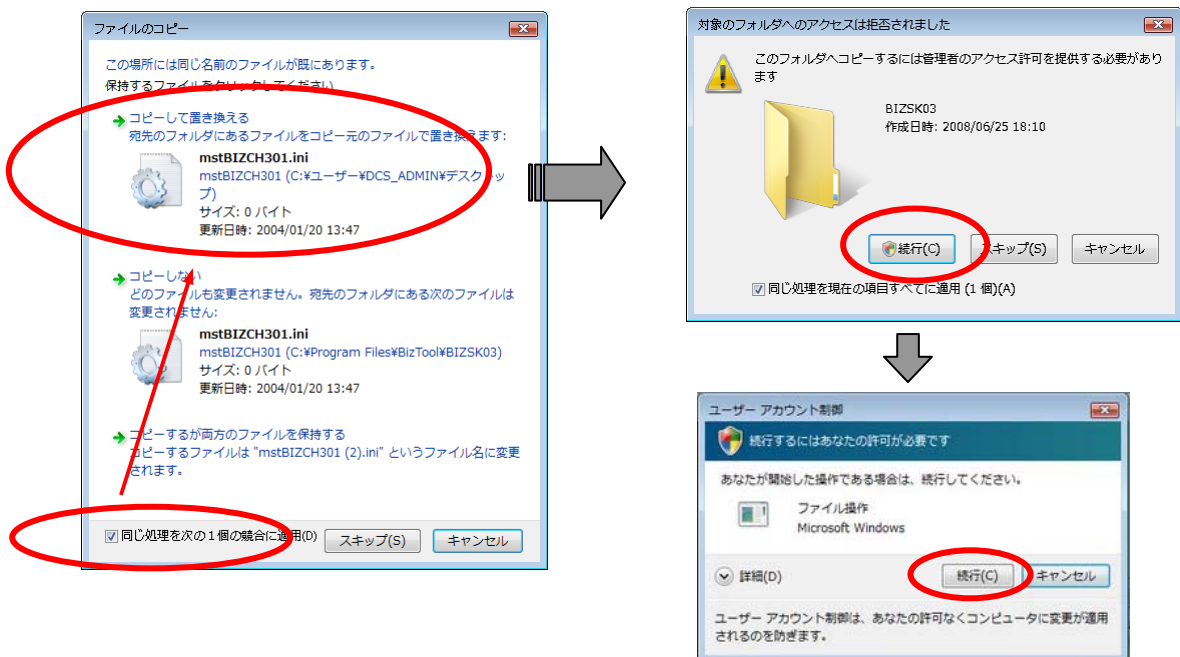 ファイルのコピー
この場所には同じ名前のファイルが既にあります。
保持するファイルをクリックしてください
コピーして置き換える
宛先のフォルダにあるファイルをコピー元のファイルで置き換えます:
mstBIZCH301.ini
mstBIZCH301 (C:¥ユーザー¥DCS_ADMIN¥デスクトッ
プ)
サイズ: 0 バイト
更新日時: 2004/01/20 13:47
コピーしない
どのファイルも変更されません。宛先のフォルダにある次のファイルは
変更されません:
mstBIZCH301.ini
mstBIZCH301 (C:¥Program Files¥BizTool¥BIZSK03)
サイズ: 0 バイト
更新日時: 2004/01/20 13:47
コピーするが両方のファイルを保持する
コピーするファイルは "mstBIZCH301 (2).ini" というファイル名に変更
されます。
同じ処理を次の 1 個の競合に適用(D)
スキップ(S)
キャンセル
対象のフォルダへのアクセスは拒否されました
このフォルダへコピーするには管理者のアクセス許可を提供する必要があり
ます
BIZSK03
作成日時: 2008/06/25 18:10
続行(C)
スキップ(S)
キャンセル
同じ処理を現在の項目すべてに適用 (1 個)(A)
ユーザー アカウント制御
続行するにはあなたの許可が必要です
あなたが開始した操作である場合は、続行してください。
ファイル操作
Microsoft Windows
詳細(D)
続行(C)
キャンセル
ユーザー アカウント制御は、あなたの許可なくコンピュータに変更が適用
されるのを防ぎます。